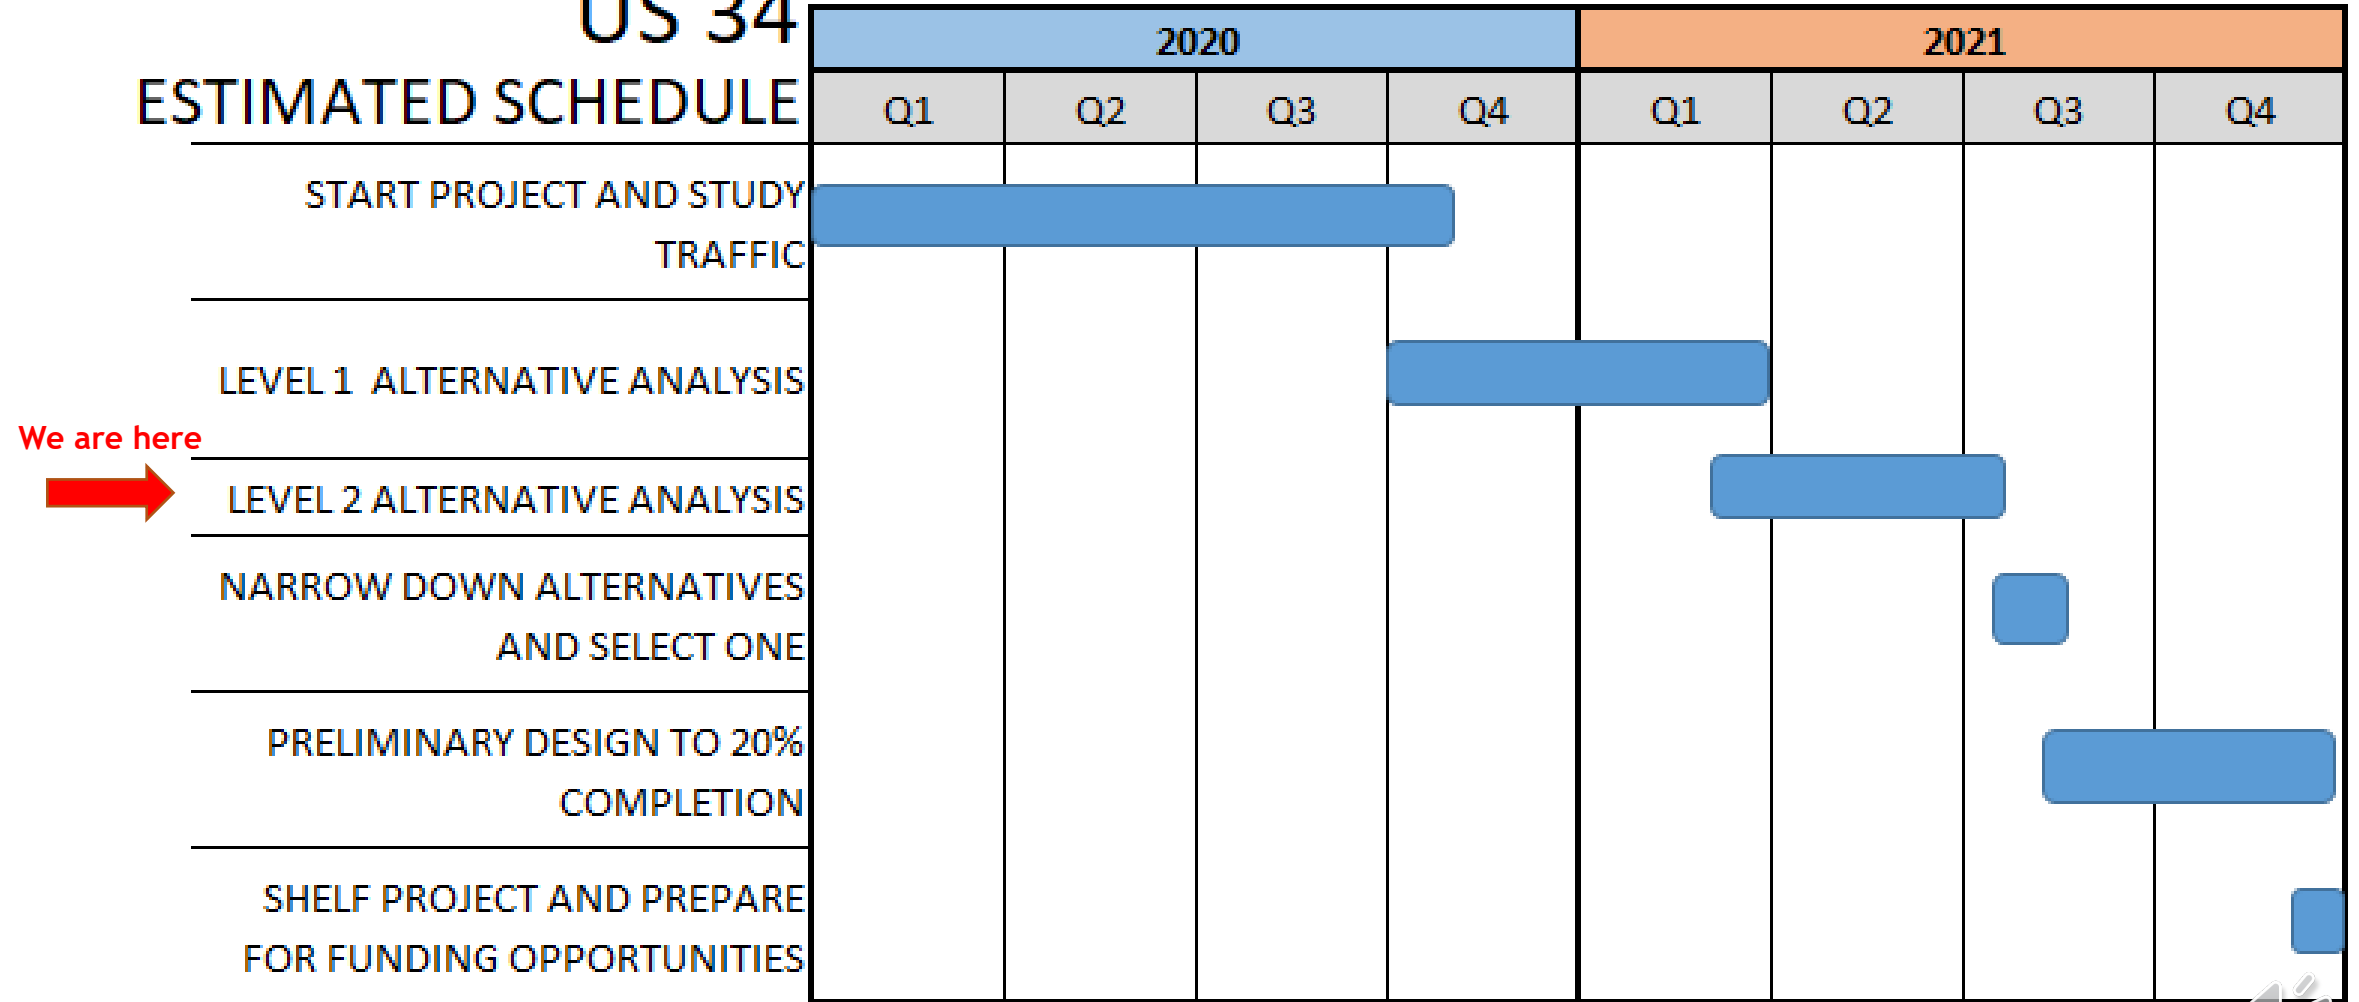 US 34
ESTIMATED SCHEDULE
2020
2021
Q1
Q2
Q3
Q4
Q1
Q2
Q3
Q4
START PROJECT AND STUDY
TRAFFIC
LEVEL 1  ALTERNATIVE ANALYSIS
We are here
LEVEL 2 ALTERNATIVE ANALYSIS
NARROW DOWN ALTERNATIVES
AND SELECT ONE
PRELIMINARY DESIGN TO 20%
COMPLETION
SHELF PROJECT AND PREPARE
FOR FUNDING OPPORTUNITIES